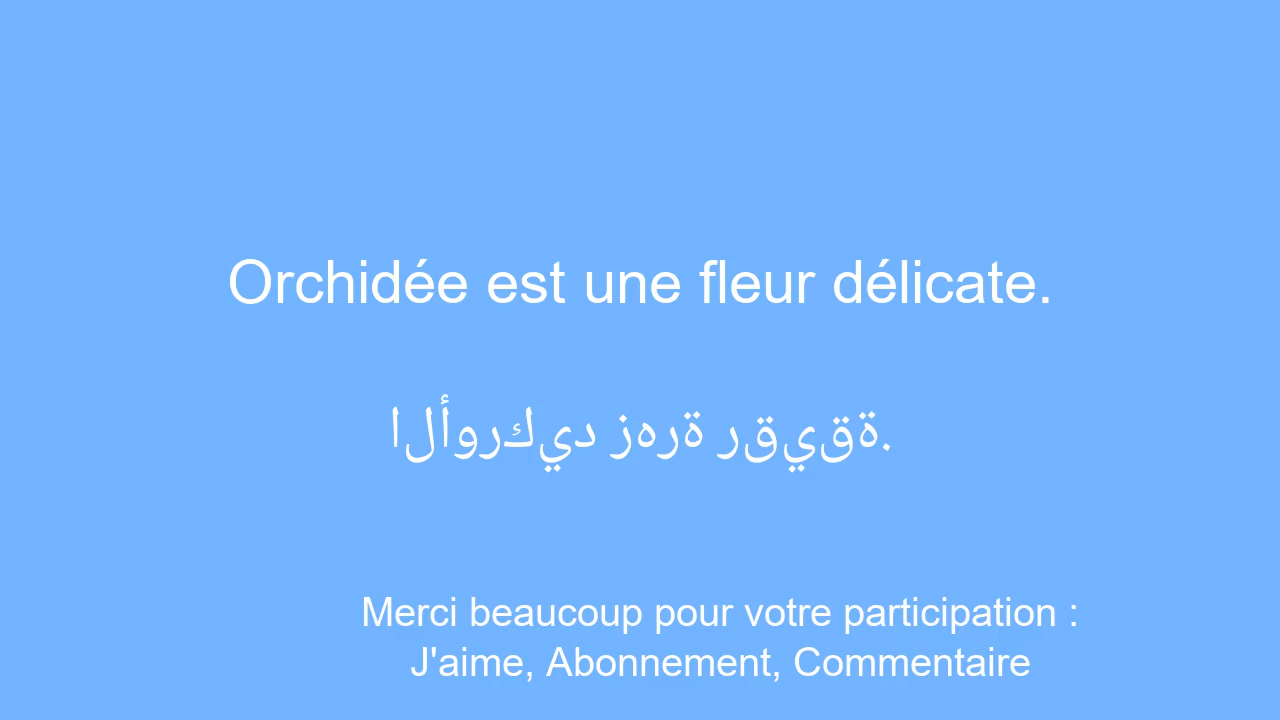 Orchidée est une fleur délicate.
الأوركيد زهرة رقيقة.
Merci beaucoup pour votre participation :
J'aime, Abonnement, Commentaire